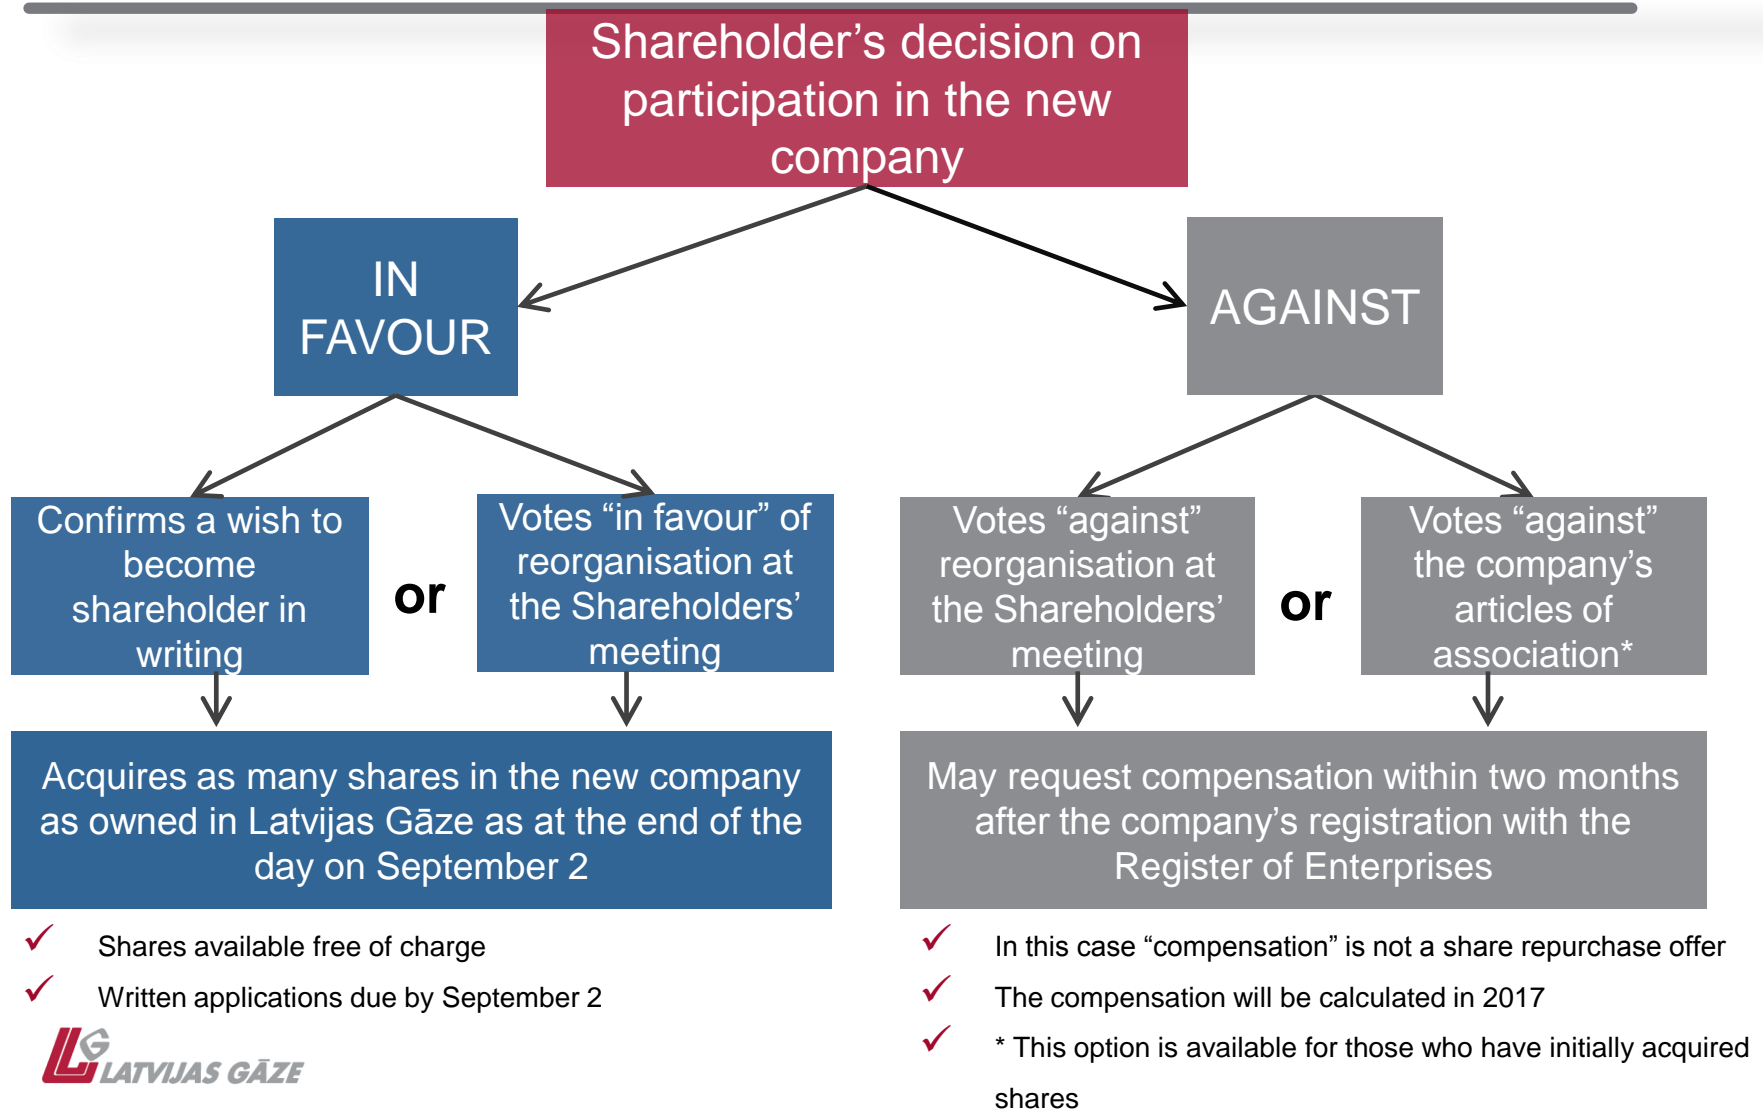 Shareholder’s decision on
participation in the new
company
IN
FAVOUR
AGAINST
Confirms a wish to
become
shareholder in
writing
or
Votes “in favour” of
reorganisation at
the Shareholders’
meeting
Votes “against”
reorganisation at
the Shareholders’
meeting
or
Votes “against”
the company’s
articles of
association*
Acquires as many shares in the new company
as owned in Latvijas Gāze as at the end of the
day on September 2
May request compensation within two months
after the company’s registration with the
Register of Enterprises
Shares available free of charge
Written applications due by September 2
In this case “compensation” is not a share repurchase offer
The compensation will be calculated in 2017
* This option is available for those who have initially acquired
shares
LG
LATVIJAS GĀZE